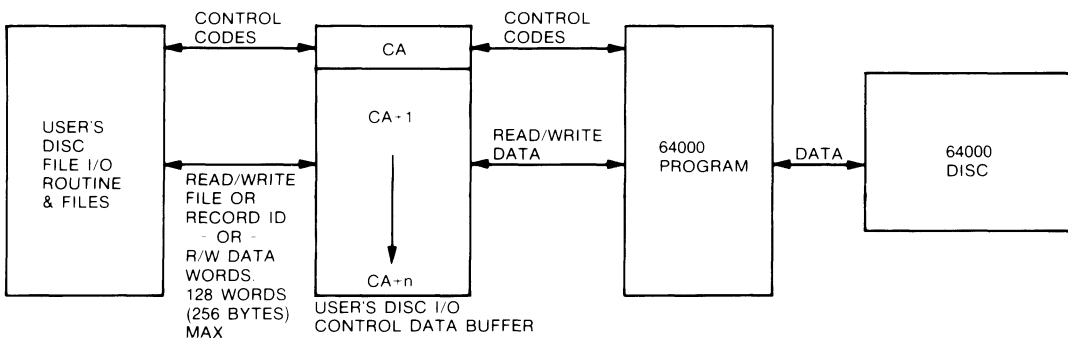 CONTROL
CODES
CA
CONTROL
CODES
USER'S
DISC
FILE I/O
ROUTINE
& FILES
READ/WRITE
FILE OR
RECORD ID
- OR -
R/W DATA
WORDS.
128 WORDS
(256 BYTES)
MAX
CA+1
CA+n
USER'S DISC I/O
CONTROL DATA BUFFER
READ/WRITE
DATA
64000
PROGRAM
DATA
64000
DISC